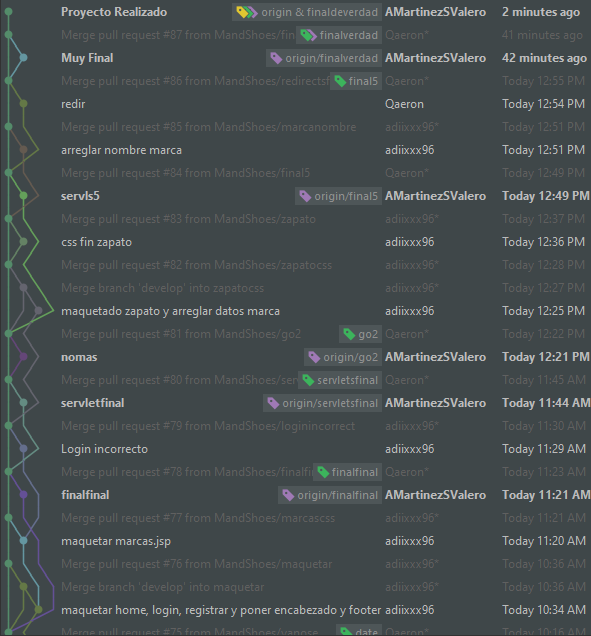 Proyecto Realizado origin & finaldeverdad AMartinezSValero 2 minutes ago
Merge pull request #87 from MandShoes/fin finalverdad Qaeron* 41 minutes ago
Muy Final origin/finalverdad AMartinezSValero 42 minutes ago
Merge pull request #86 from MandShoes/redirectsf final5 Qaeron* Today 12:55 PM
redir Qaeron Today 12:54 PM
Merge pull request #85 from MandShoes/marcanombre adiixxx96* Today 12:51 PM
arreglar nombre marca adiixxx96 Today 12:51 PM
Merge pull request #84 from MandShoes/final5 Qaeron* Today 12:49 PM
servls5 origin/final5 AMartinezSValero Today 12:49 PM
Merge pull request #83 from MandShoes/zapato adiixxx96* Today 12:37 PM
css fin zapato adiixxx96 Today 12:36 PM
Merge pull request #82 from MandShoes/zapatocss adiixxx96* Today 12:28 PM
Merge branch 'develop' into zapatocss adiixxx96* Today 12:27 PM
maquetado zapato y arreglar datos marca adiixxx96 Today 12:25 PM
Merge pull request #81 from MandShoes/go2 go2 Qaeron* Today 12:22 PM
nomas origin/go2 AMartinezSValero Today 12:21 PM
Merge pull request #80 from MandShoes/ser servletsfinal Qaeron* Today 11:45 AM
servletfinal origin/servletsfinal AMartinezSValero Today 11:44 AM
Merge pull request #79 from MandShoes/loginincorrect adiixxx96* Today 11:30 AM
Login incorrecto adiixxx96 Today 11:29 AM
Merge pull request #78 from MandShoes/finalfi finalfinal Qaeron* Today 11:23 AM
finalfinal origin/finalfinal AMartinezSValero Today 11:21 AM
Merge pull request #77 from MandShoes/marcascss adiixxx96* Today 11:21 AM
maquetar marcas.jsp adiixxx96 Today 11:20 AM
Merge pull request #76 from MandShoes/maquetar adiixxx96* Today 10:36 AM
Merge branch 'develop' into maquetar adiixxx96* Today 10:36 AM
maquetar home, login, registrar y poner encabezado y footer adiixxx96 Today 10:34 AM
Merge pull request #75 from date Qaeron* Today 10:16 AM